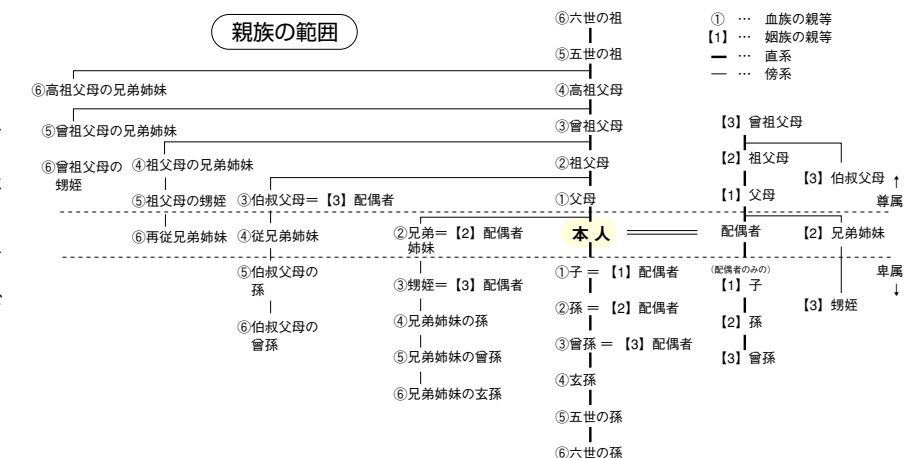 親族の範囲
① … 血族の親等
【1】 … 姻族の親等
… 直系
… 傍系
⑥六世の祖
⑤五世の祖
⑥高祖父母の兄弟姉妹
④高祖父母
⑤曾祖父母の兄弟姉妹
③曾祖父母
【3】曾祖父母
⑥曾祖父母の
甥姪
④祖父母の兄弟姉妹
②祖父母
【2】祖父母
【3】伯叔父母
↑
尊属
⑤祖父母の甥姪
③伯叔父母＝【3】配偶者
①父母
【1】父母
⑥再従兄弟姉妹
④従兄弟姉妹
②兄弟＝【2】配偶者
姉妹
本人
配偶者
【2】兄弟姉妹
⑤伯叔父母の
孫
③甥姪＝【3】配偶者
①子＝【1】配偶者
(配偶者のみの)
【1】子
卑属
↓
⑥伯叔父母の
曾孫
④兄弟姉妹の孫
②孫＝【2】配偶者
【2】孫
【3】甥姪
⑤兄弟姉妹の曾孫
③曾孫＝【3】配偶者
【3】曾孫
⑥兄弟姉妹の玄孫
④玄孫
⑤五世の孫
⑥六世の孫